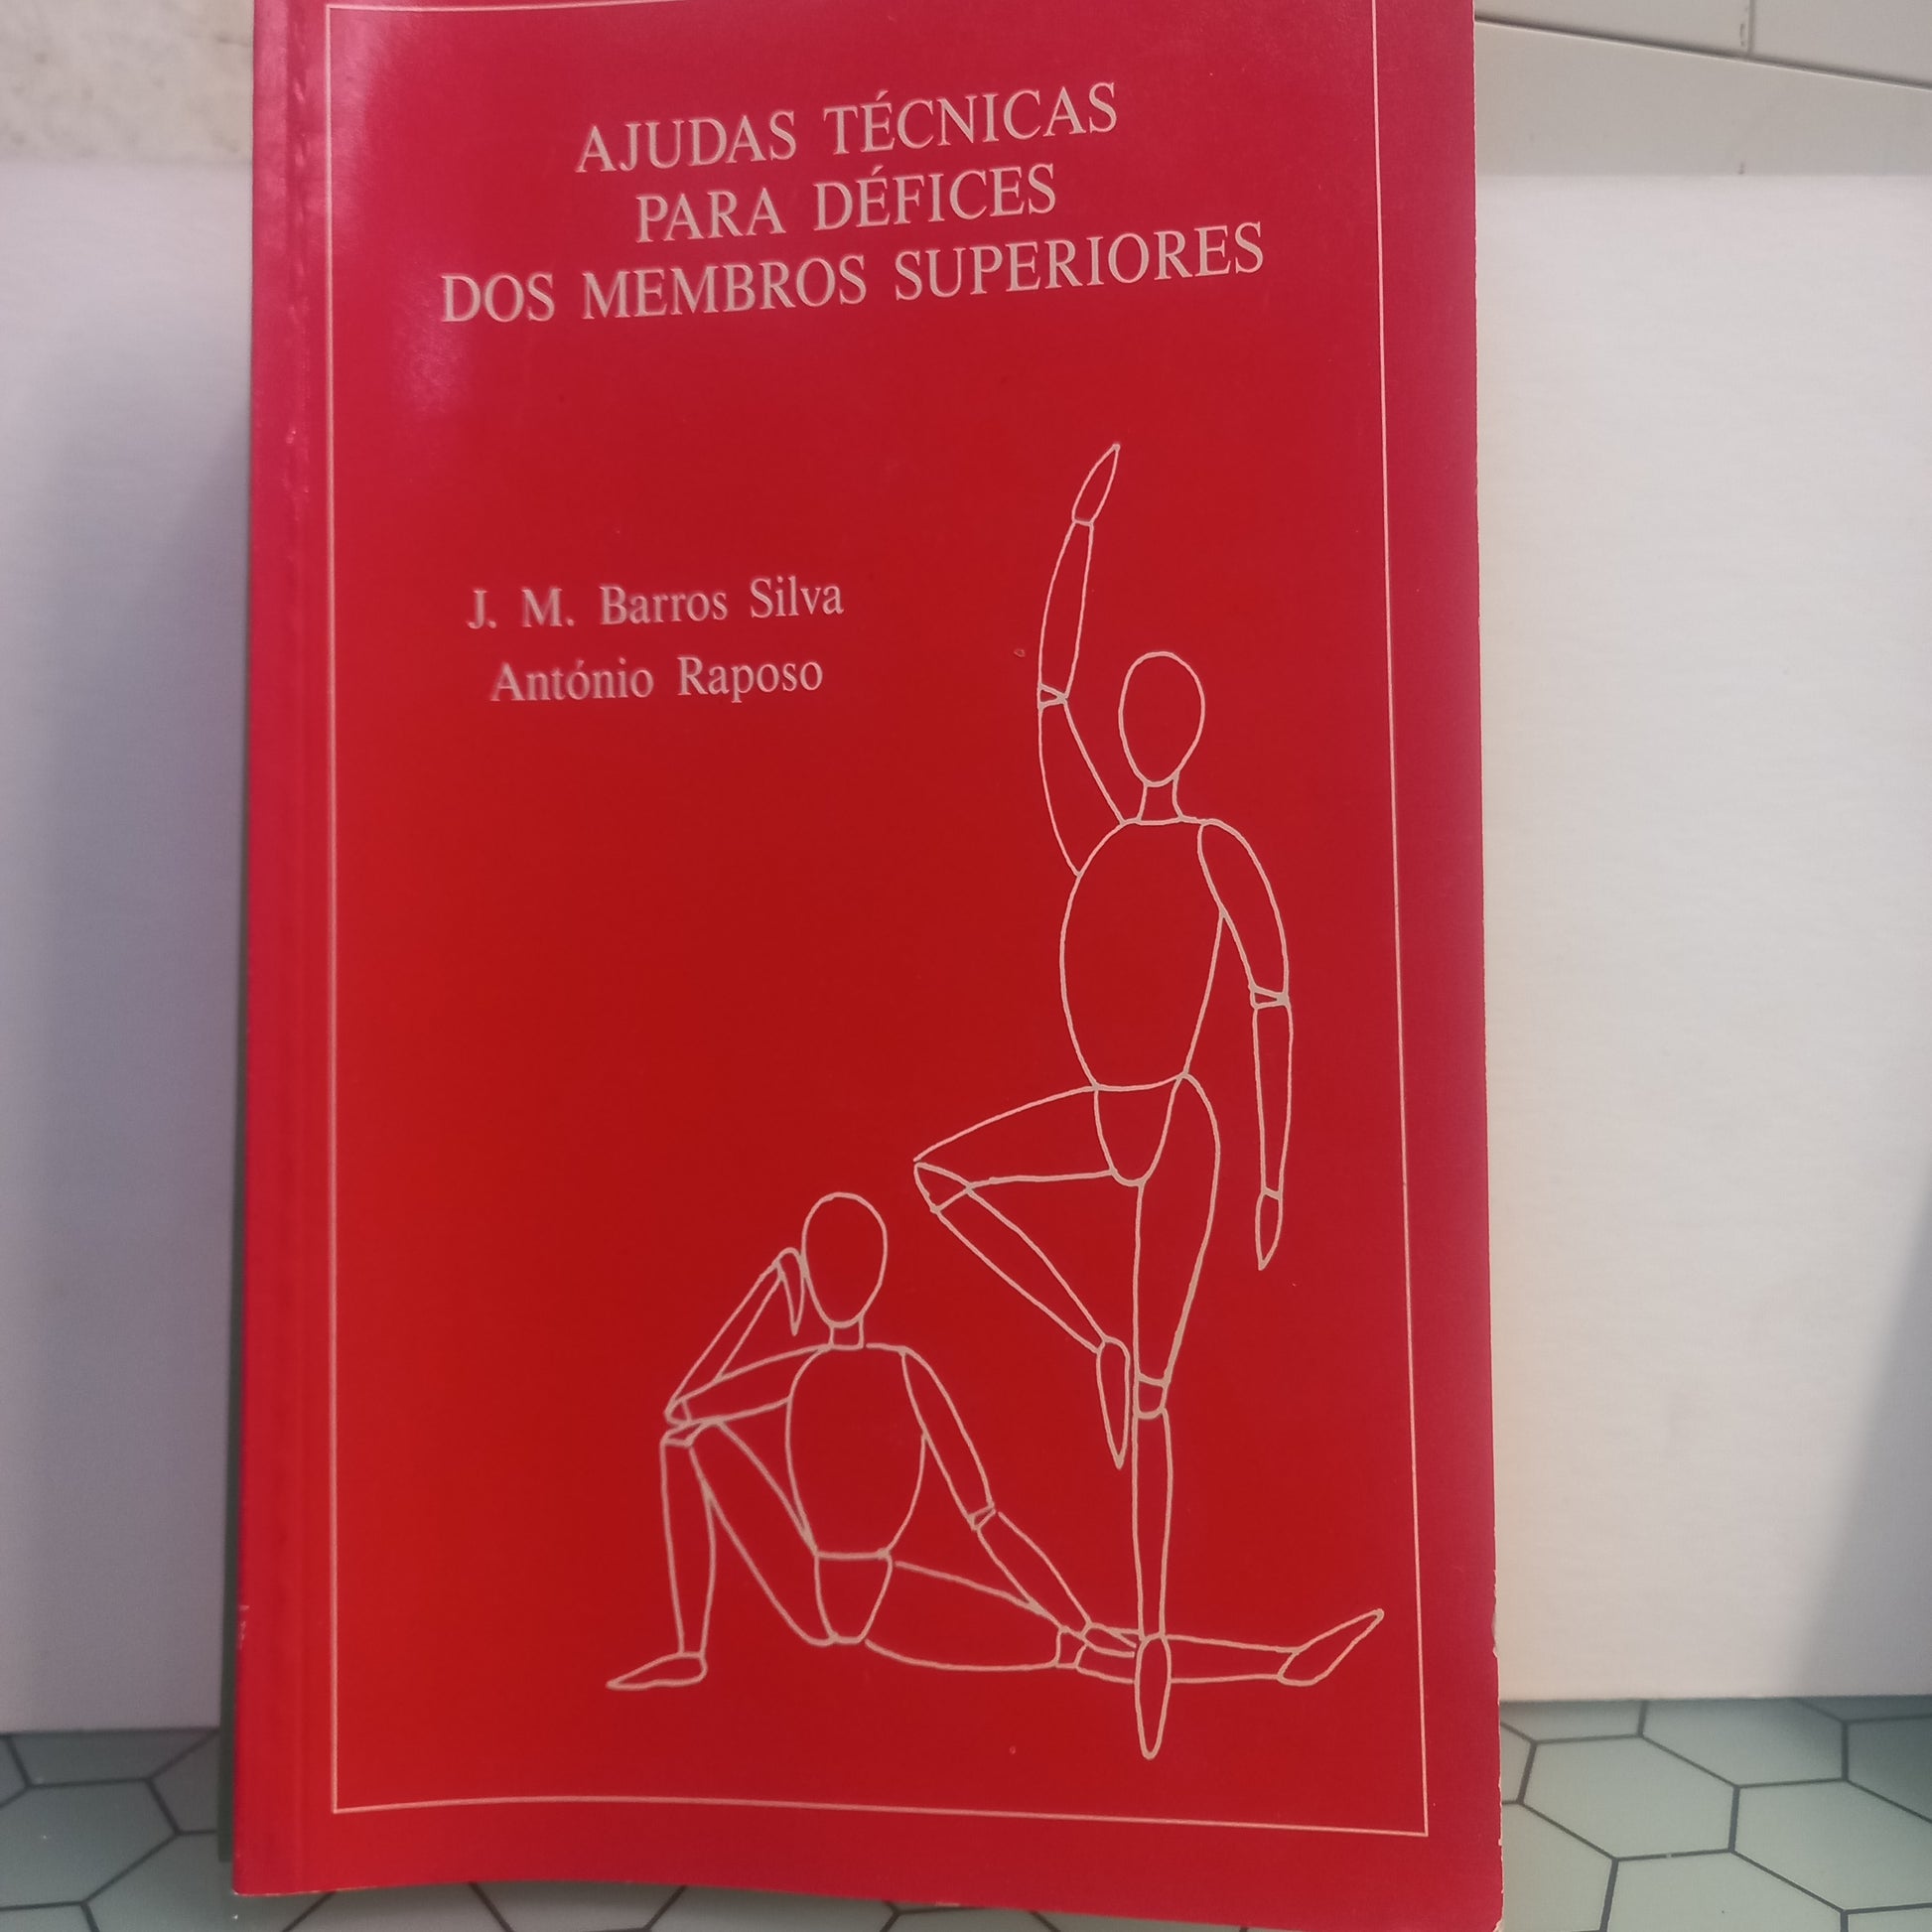 AJUDAS TÉCNICAS
PARA DÉFICES
DOS MEMBROS SUPERIORES
J. M. Barros Silva
António Raposo